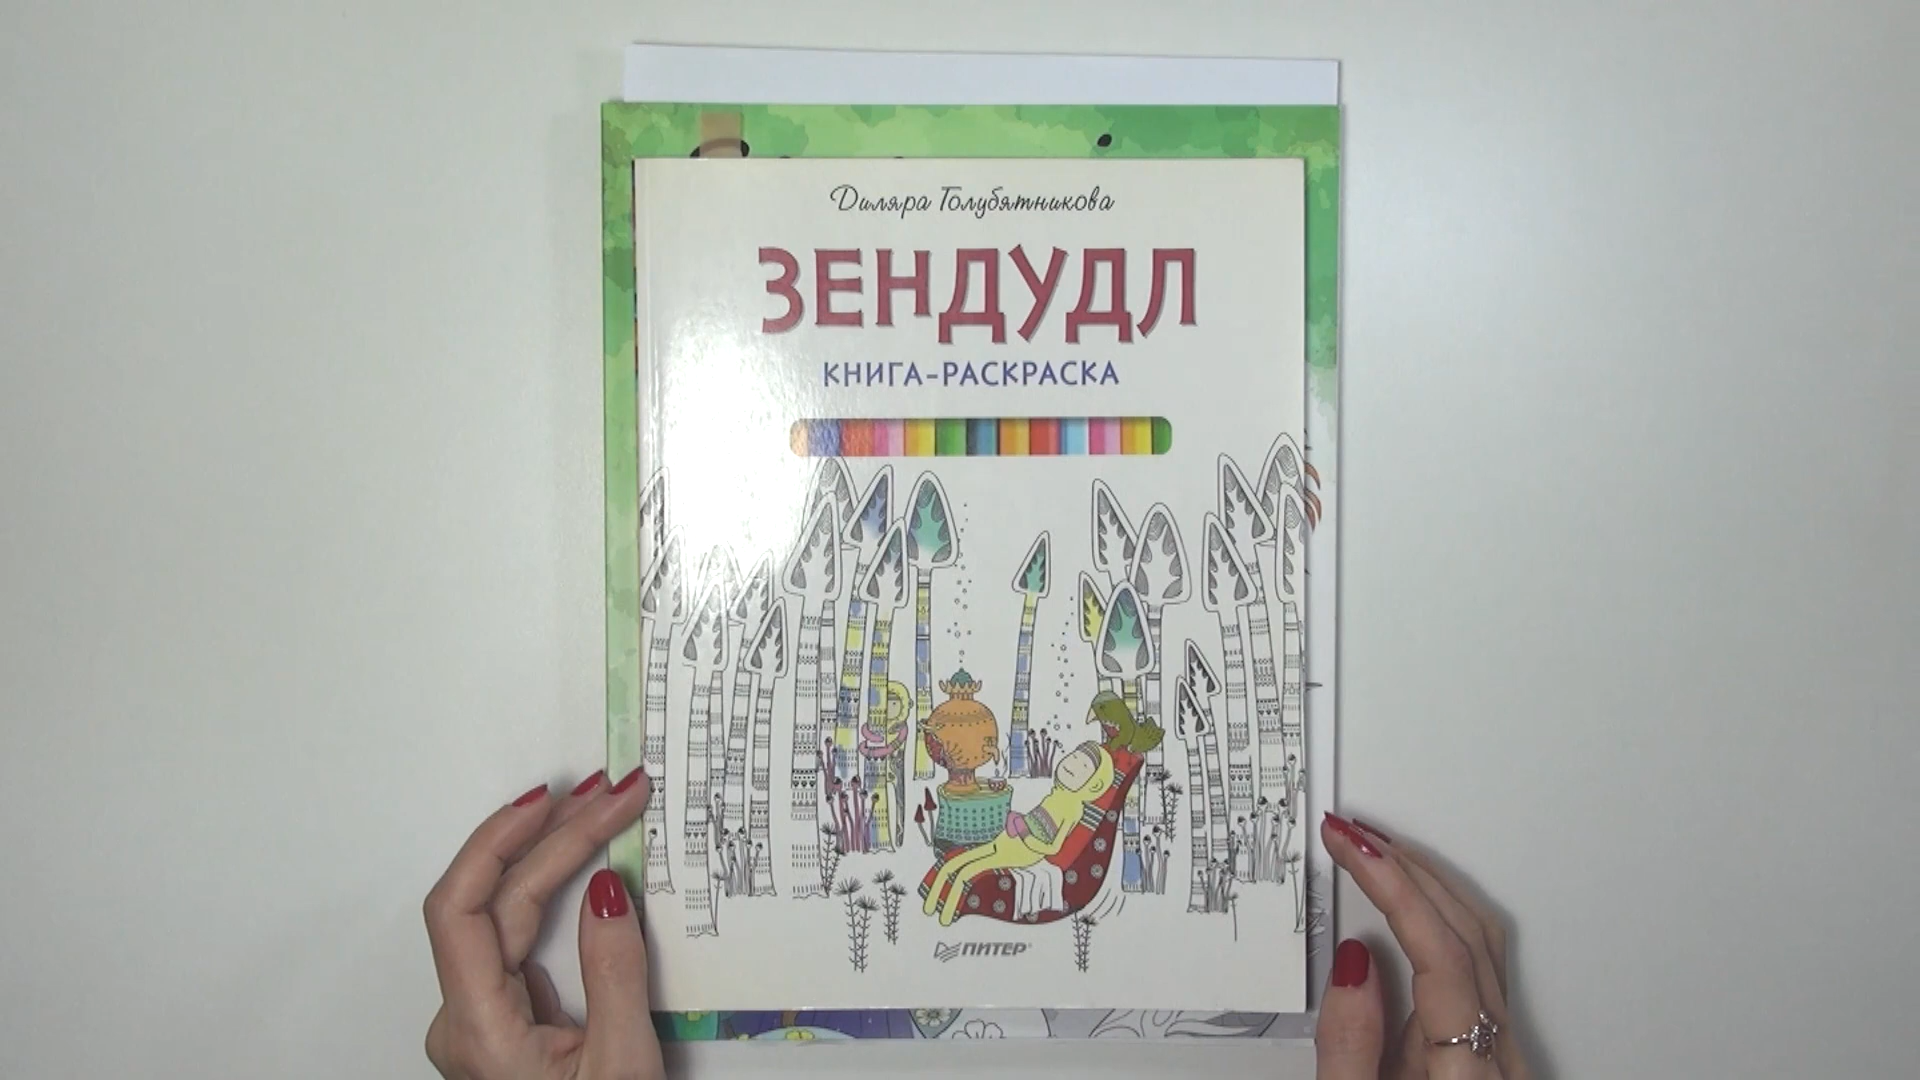 Диляра Голубятникова
ЗЕНДУДЛ
КНИГА-РАСКРАСКА
ПИТЕР®